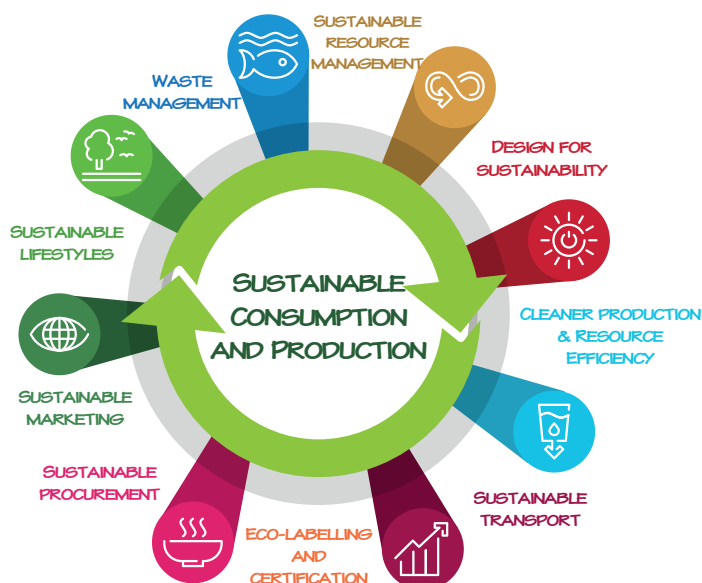 SUSTAINABLE
RESOURCE
MANAGEMENT
WASTE
MANAGEMENT
DESIGN FOR
SUSTAINABILITY
SUSTAINABLE
LIFESTYLES
SUSTAINABLE
CONSUMPTION
AND PRODUCTION
CLEANER PRODUCTION
& RESOURCE
EFFICIENCY
SUSTAINABLE
MARKETING
SUSTAINABLE
PROCUREMENT
SUSTAINABLE
TRANSPORT
ECO-LABELLING
AND
CERTIFICATION